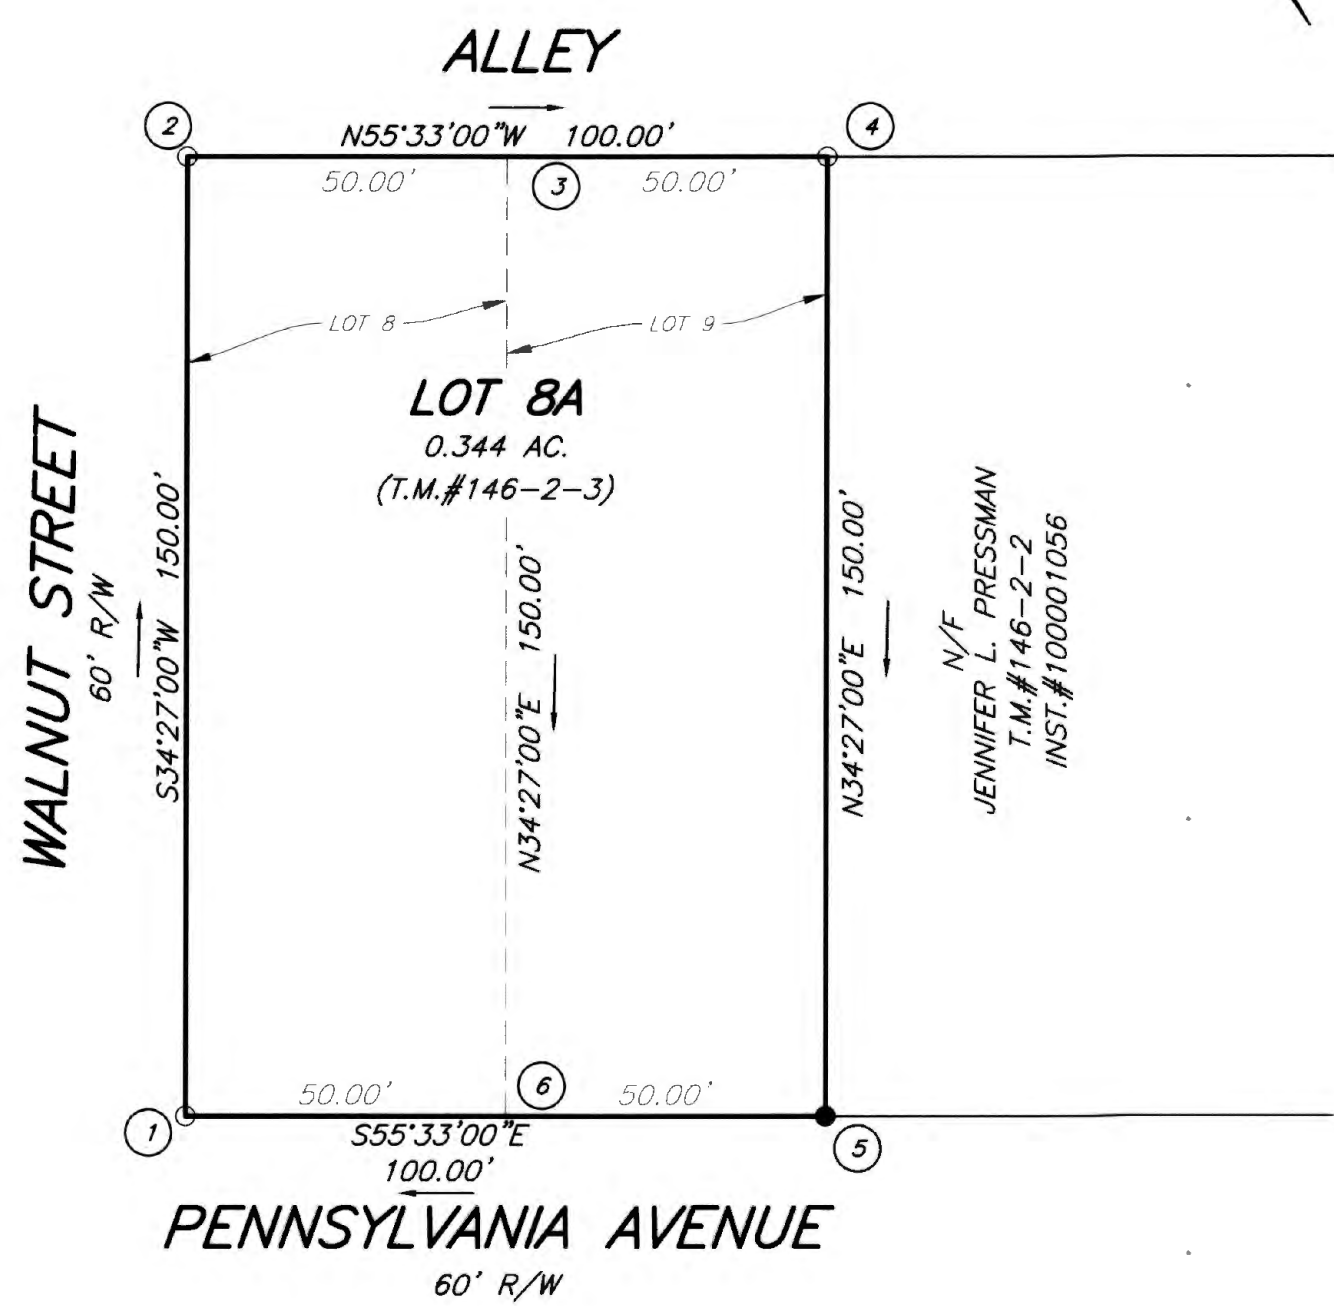 ALLEY
2
N55°33'00"W 100.00'
4
50.00'
3
50.00'
LOT 8
LOT 9
LOT 8A
0.344 AC.
(T.M.#146-2-3)
WALNUT STREET
60' R/W
S34°27'00"W 150.00'
N34°27'00"E 150.00'
N34°27'00"E 150.00'
N/F
JENNIFER L. PRESSMAN
T.M.#146-2-2
INST.#100001056
50.00'
6
50.00'
1
S55°33'00"E
100.00'
5
PENNSYLVANIA AVENUE
60' R/W